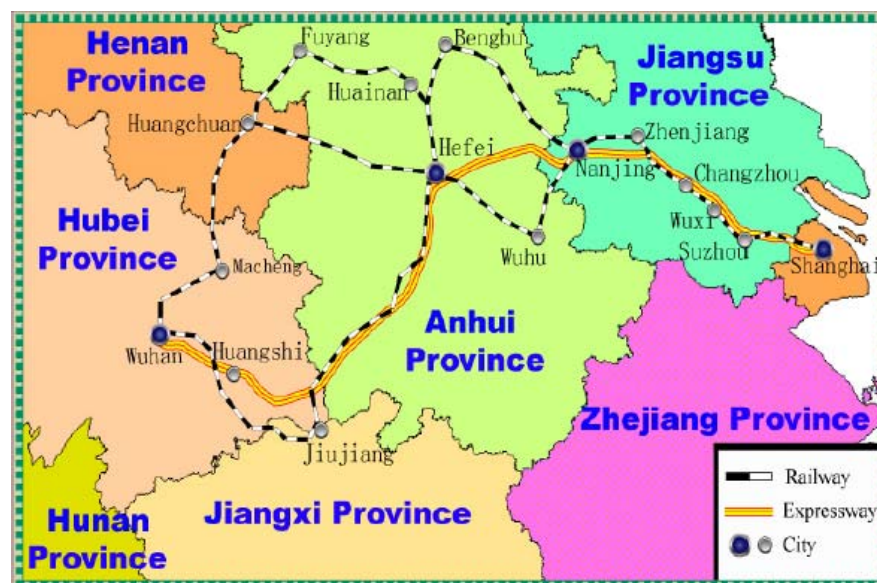 Henan
Province
Fuyang
Bengbu
Jiangsu
Province
Huainan
Huangchuan
Zhenjiang
Hefei
Nanjing
Changzhou
Hubei
Province
Wuxi
Suzhou
Wuhu
Shanghai
Macheng
Anhui
Province
Wuhan
Huangshi
Zhejiang Province
Jiujiang
Railway
Jiangxi Province
Expressway
Hunan
Province
City